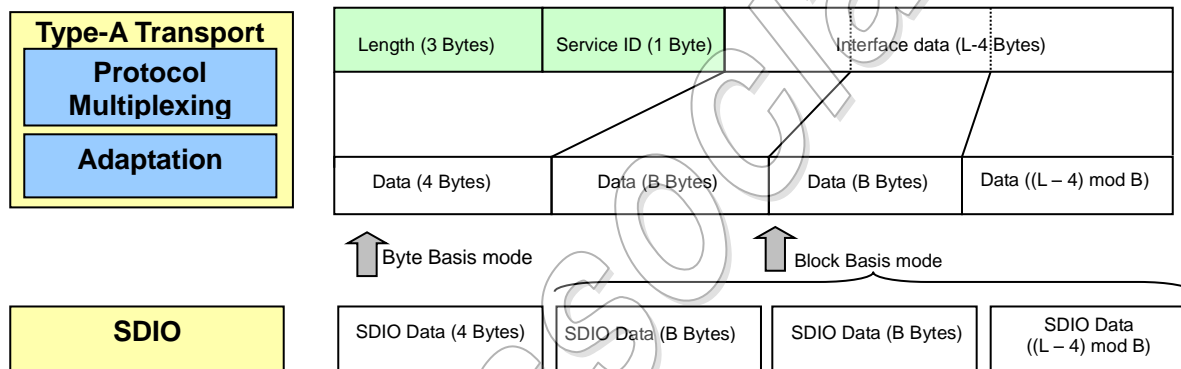 Type-A Transport
Protocol
Multiplexing
Adaptation
Length (3 Bytes)
Service ID (1 Byte)
Interface data (L-4 Bytes)
Data (4 Bytes)
Data (B Bytes)
Data (B Bytes)
Data ((L – 4) mod B)
Byte Basis mode
Block Basis mode
SDIO
SDIO Data (4 Bytes)
SDIO Data (B Bytes)
SDIO Data (B Bytes)
SDIO Data
((L – 4) mod B)